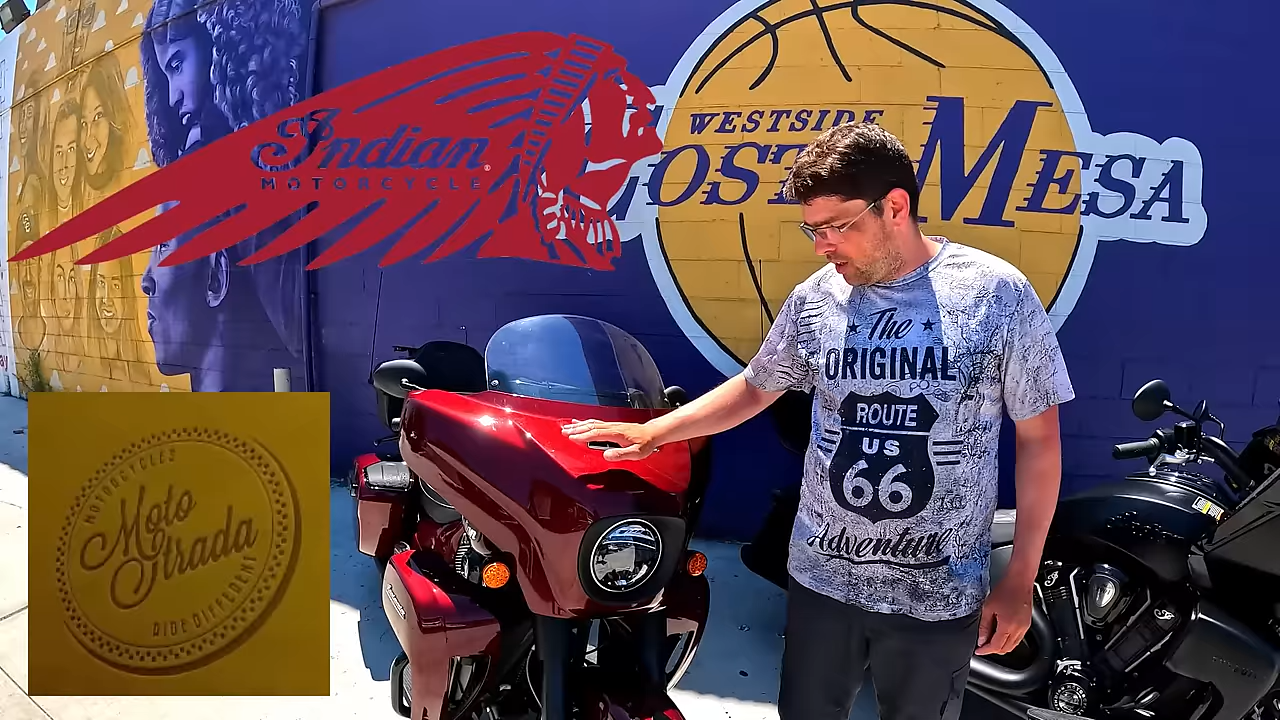 Indian
MOTORCYCLE
WESTSIDE
COSTA MESA
The
ORIGINAL
ROUTE
US
66
Adventure
MOTORCYCLES
Moto
Strada
RIDE DIFFERENT